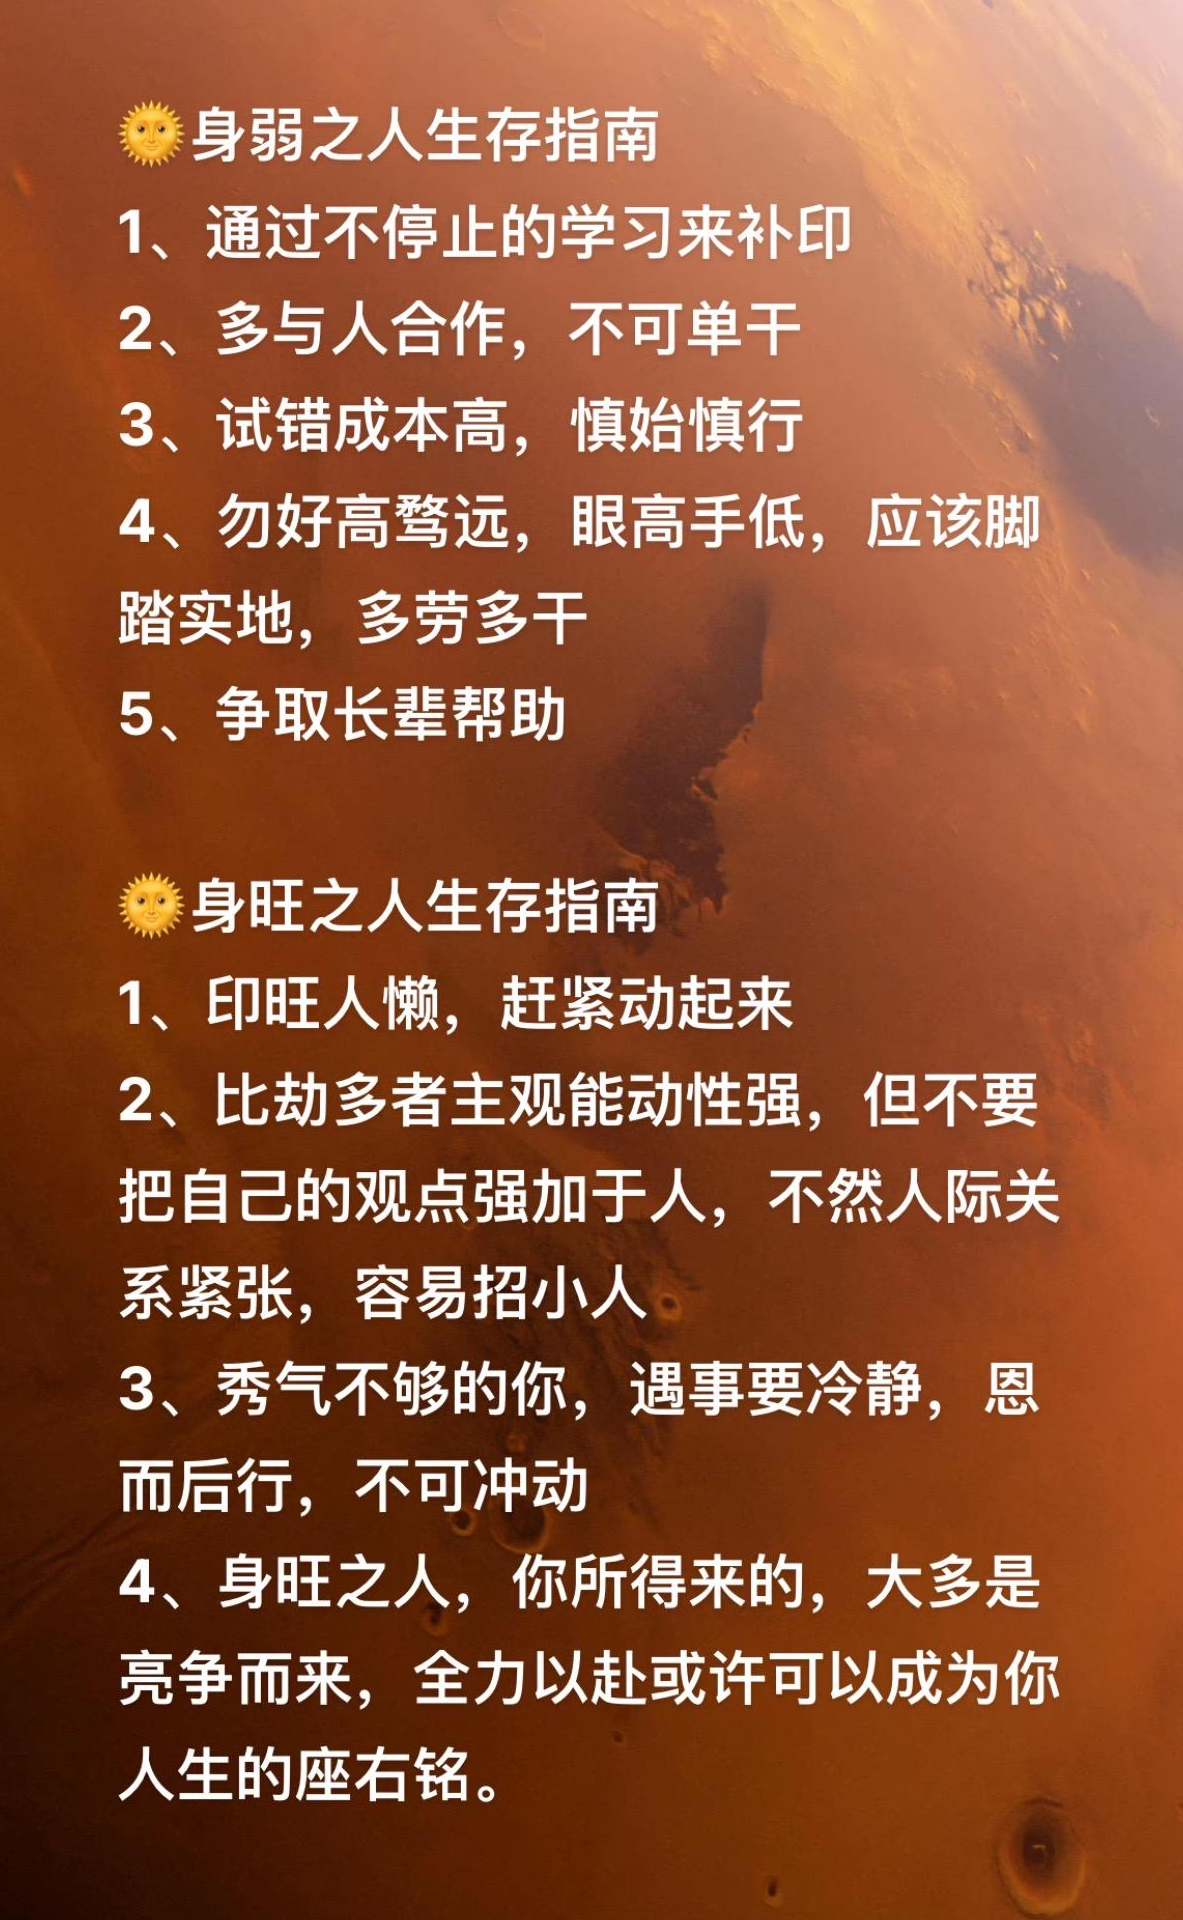 🌞身弱之人生存指南
1、通过不停止的学习来补印
2、多与人合作，不可单干
3、试错成本高，慎始慎行
4、勿好高骛远，眼高手低，应该脚
踏实地，多劳多干
5、争取长辈帮助
🌞身旺之人生存指南
1、印旺人懒，赶紧动起来
2、比劫多者主观能动性强，但不要
把自己的观点强加于人，不然人际关
系紧张，容易招小人
3、秀气不够的你，遇事要冷静，恩
而后行，不可冲动
4、身旺之人，你所得来的，大多是
亮争而来，全力以赴或许可以成为你
人生的座右铭。